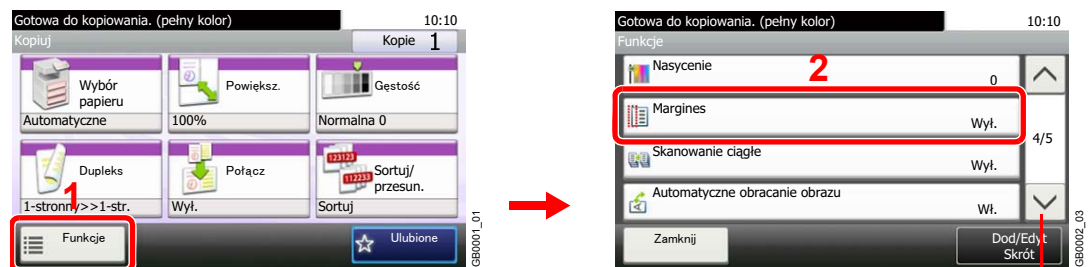 Gotowa do kopiowania. (pełny kolor) 10:10
Kopiuj Kopie 1
Wybór papieru
Automatyczne
Powiększ.
100%
Gęstość
Normalna 0
Dupleks
1-stronny>>1-str.
Połącz
Wył.
123123
112233
Sortuj/
przesun.
Sortuj
1
Funkcje
Ulubione
GB0001_01
Gotowa do kopiowania. (pełny kolor) 10:10
Funkcje
2
Nasycenie
0
Margines
Wył.
4/5
Skanowanie ciągłe
Wył.
Automatyczne obracanie obrazu
Wł.
Zamknij
Dod/Edyt
Skrót
GB0002_03